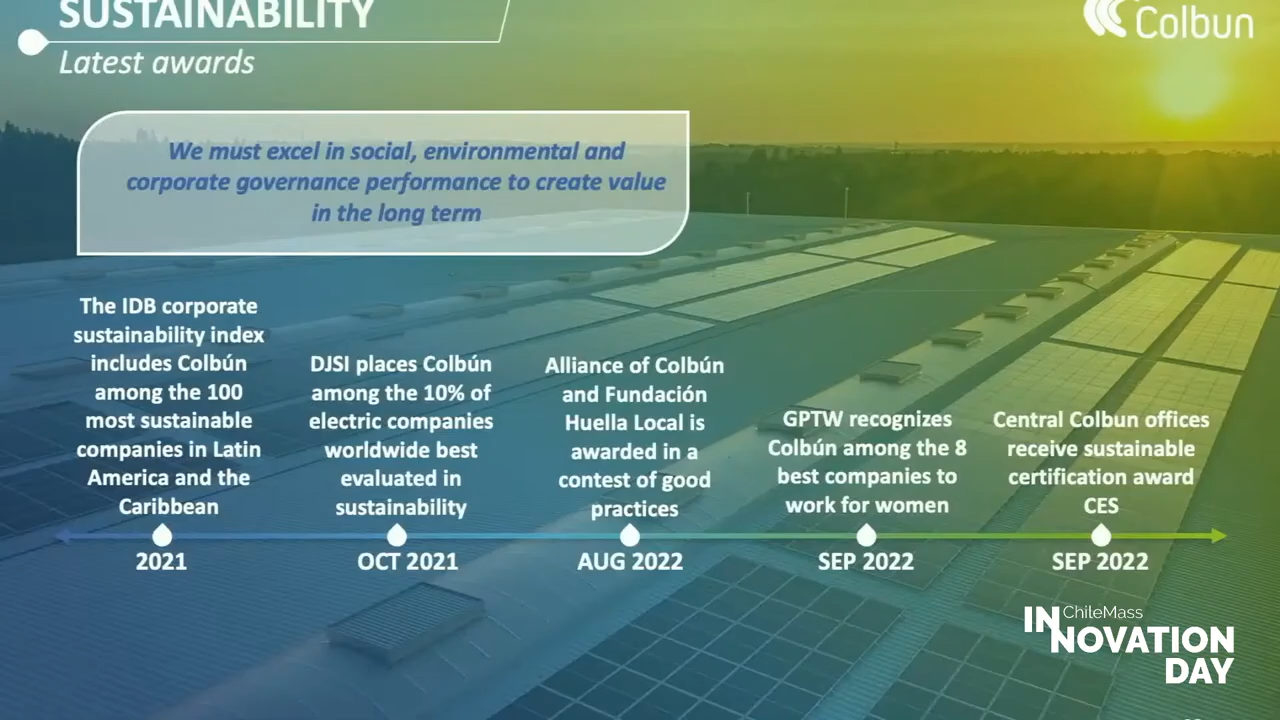 SUSTAINABILITY
Latest awards
Colbun
We must excel in social, environmental and
corporate governance performance to create value
in the long term
The IDB corporate
sustainability index
includes Colbún
among the 100
most sustainable
companies in Latin
America and the
Caribbean
2021
DJSI places Colbún
among the 10% of
electric companies
worldwide best
evaluated in
sustainability
OCT 2021
Alliance of Colbún
and Fundación
Huella Local is
awarded in a
contest of good
practices
AUG 2022
GPTW recognizes
Colbún among the 8
best companies to
work for women
SEP 2022
Central Colbun offices
receive sustainable
certification award
CES
SEP 2022
ChileMass
INNOVATION
DAY